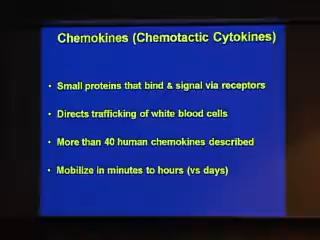 Chemokines (Chemotactic Cytokines)
• Small proteins that bind & signal via receptors
• Directs trafficking of white blood cells
• More than 40 human chemokines described
• Mobilize in minutes to hours (vs days)